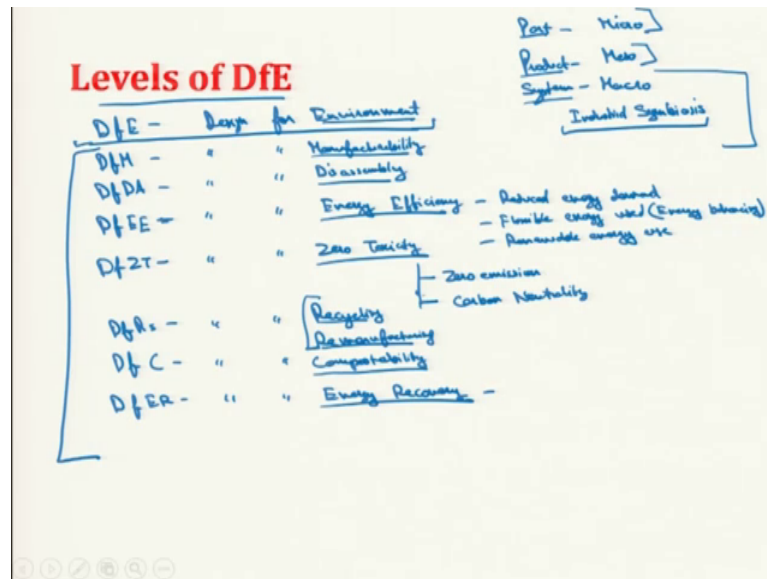 Part - Micro
Product - Meso
System - Macro
Industrial Symbiosis
Levels of DfE
DfE - Design for Environment
DfM - " " Manufacturability
DfDA - " " Disassembly
DfEE - " " Energy Efficiency - Reduced energy demand
- Flexible energy used (Energy balancing)
- Renewable energy use
DfZT - " " Zero Toxicity
- Zero emission
- Carbon Neutrality
DfRs - " " Recycling
Remanufacturing
DfC - " " Compostability
DfER - " " Energy Recovery -